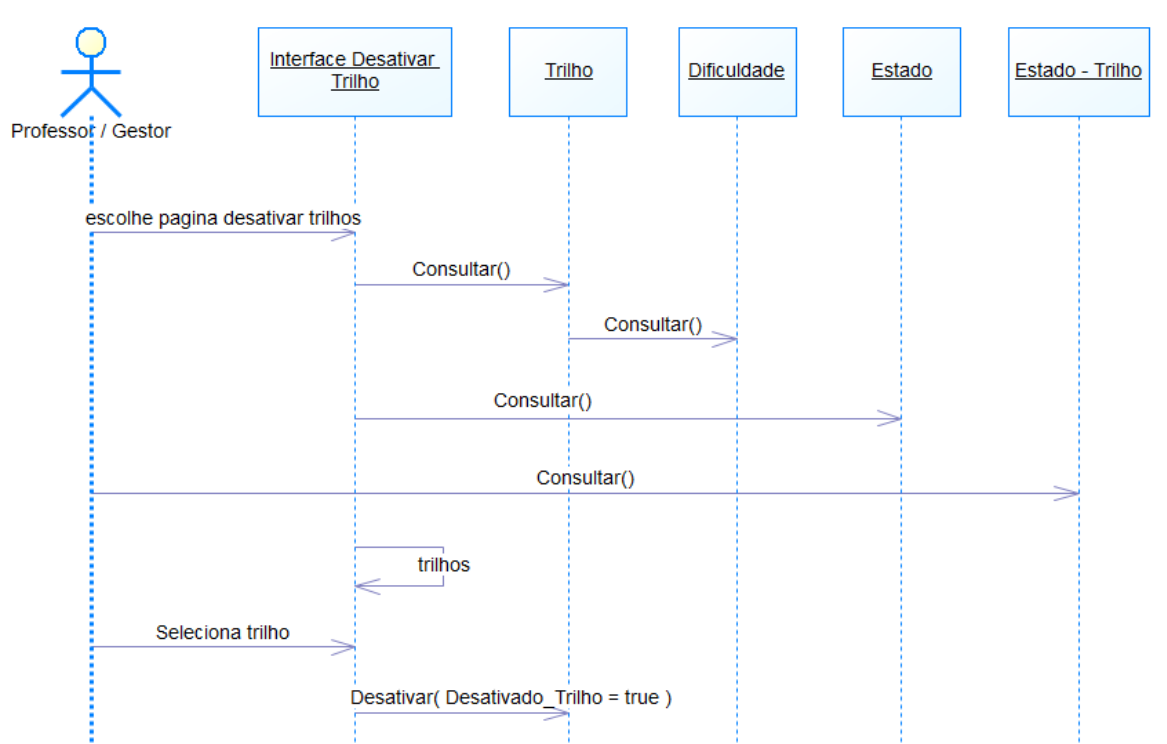 Professor / Gestor
Interface Desativar
Trilho
Trilho
Dificuldade
Estado
Estado - Trilho
escolhe pagina desativar trilhos
Consultar()
Consultar()
Consultar()
Consultar()
trilhos
Seleciona trilho
Desativar( Desativado_Trilho = true )